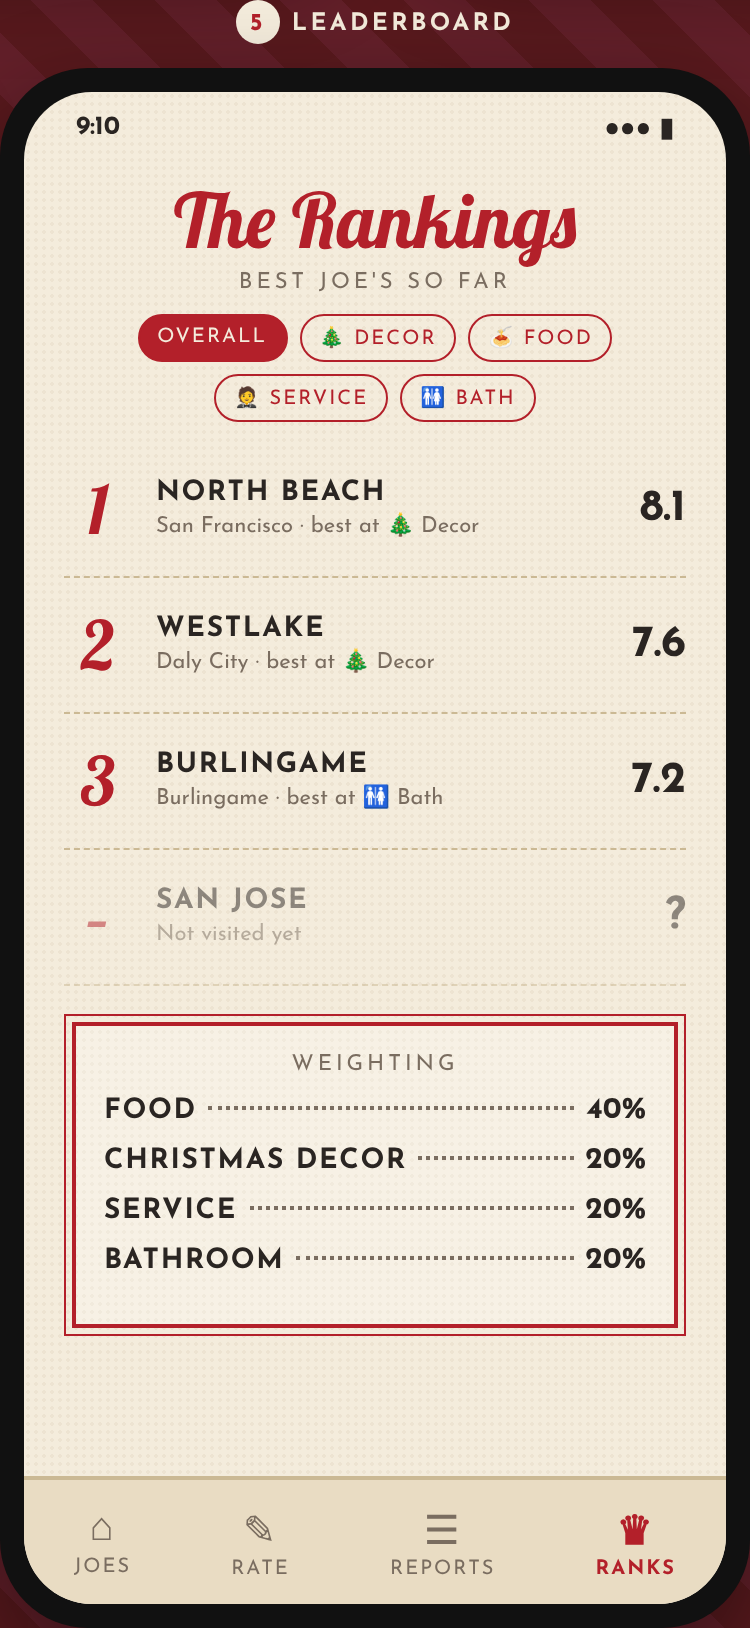 5 LEADERBOARD
9:10
The Rankings
BEST JOE'S SO FAR
OVERALL 🎄 DECOR 🍝 FOOD
🤵 SERVICE 🚻 BATH
1 NORTH BEACH 8.1
San Francisco · best at 🎄 Decor
2 WESTLAKE 7.6
Daly City · best at 🎄 Decor
3 BURLINGAME 7.2
Burlingame · best at 🚻 Bath
– SAN JOSE ?
Not visited yet
WEIGHTING
FOOD 40%
CHRISTMAS DECOR 20%
SERVICE 20%
BATHROOM 20%
JOES RATE REPORTS RANKS